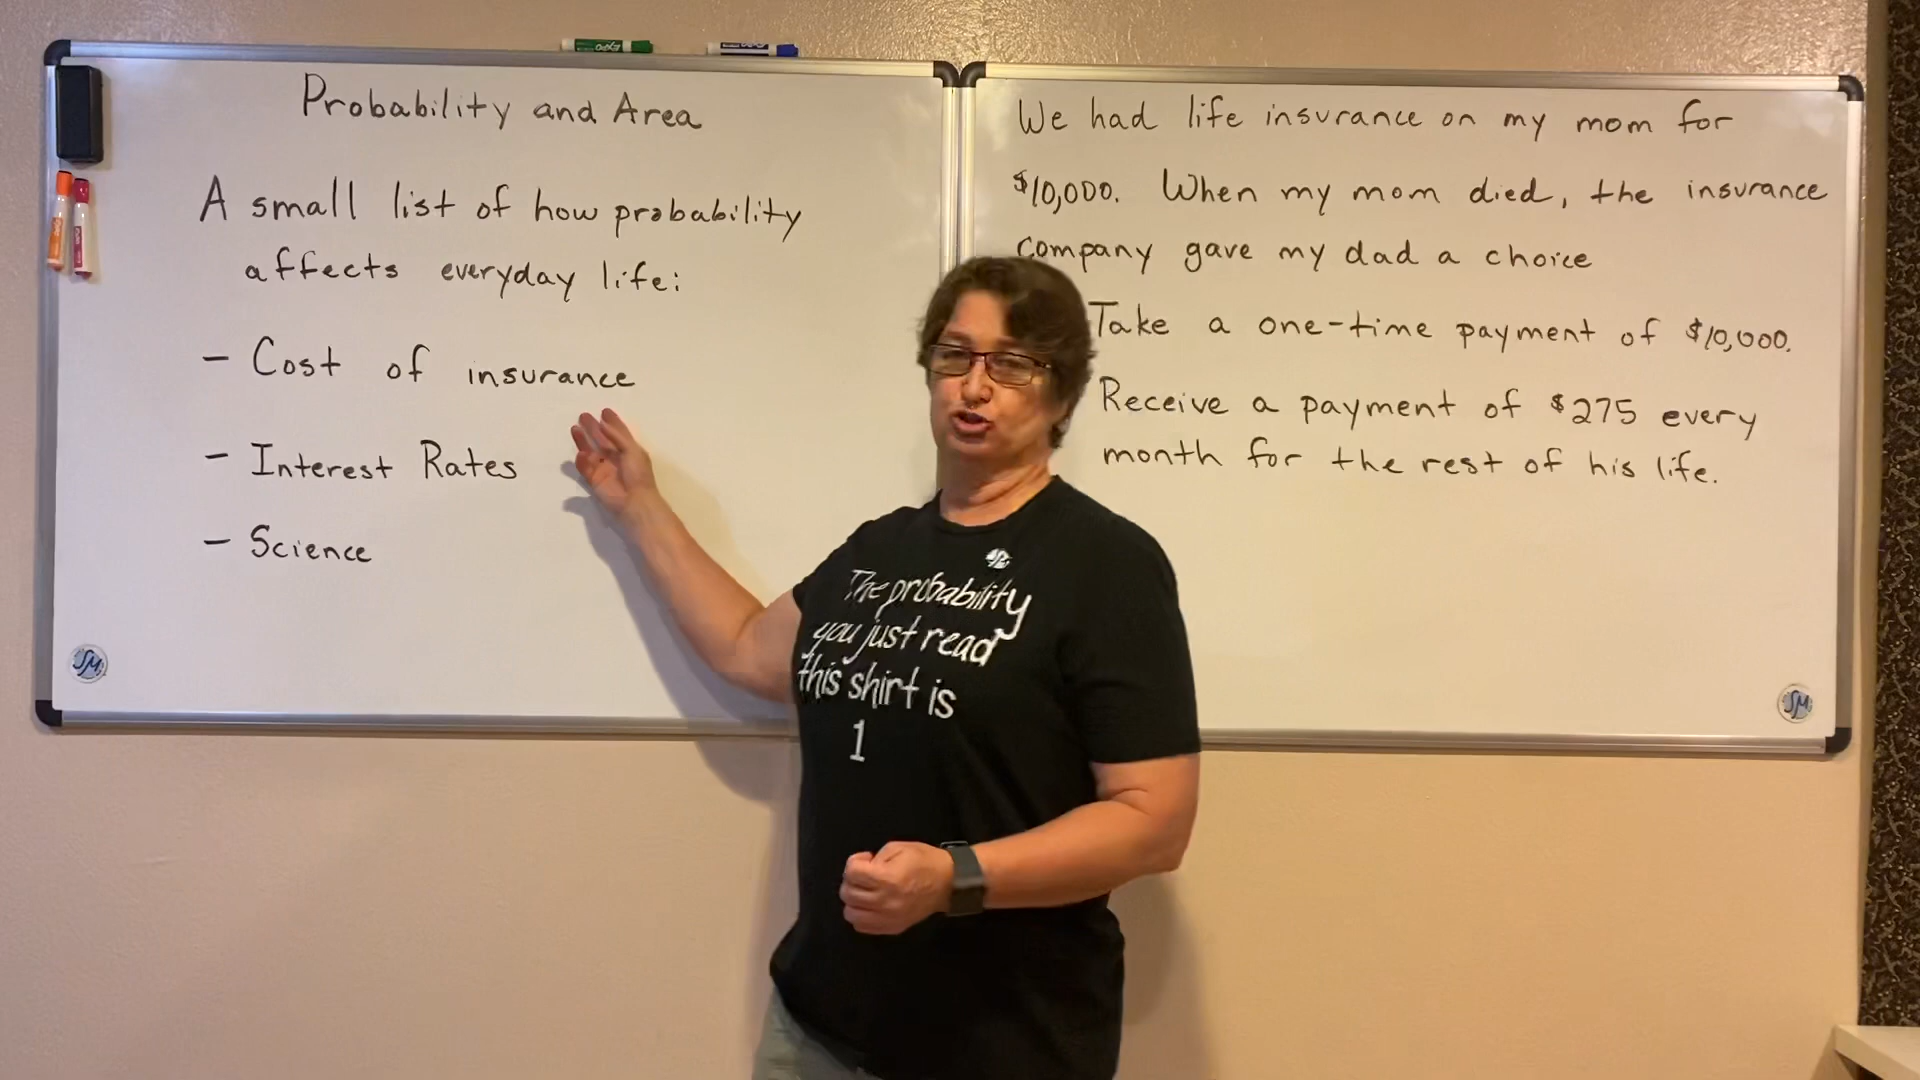 Probability and Area
A small list of how probability
affects everyday life:
- Cost of insurance
- Interest Rates
- Science
We had life insurance on my mom for
$10,000. When my mom died, the insurance
company gave my dad a choice
Take a one-time payment of $10,000.
Receive a payment of $275 every
month for the rest of his life.
The probability
you just read
this shirt is
1
EXPO
SM
SM